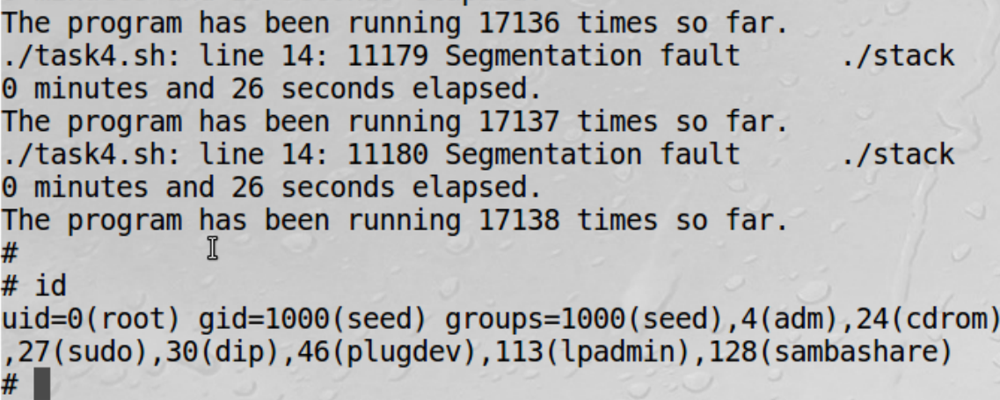 The program has been running 17136 times so far.
./task4.sh: line 14: 11179 Segmentation fault      ./stack
0 minutes and 26 seconds elapsed.
The program has been running 17137 times so far.
./task4.sh: line 14: 11180 Segmentation fault      ./stack
0 minutes and 26 seconds elapsed.
The program has been running 17138 times so far.
#
# id
uid=0(root) gid=1000(seed) groups=1000(seed),4(adm),24(cdrom)
,27(sudo),30(dip),46(plugdev),113(lpadmin),128(sambashare)
#